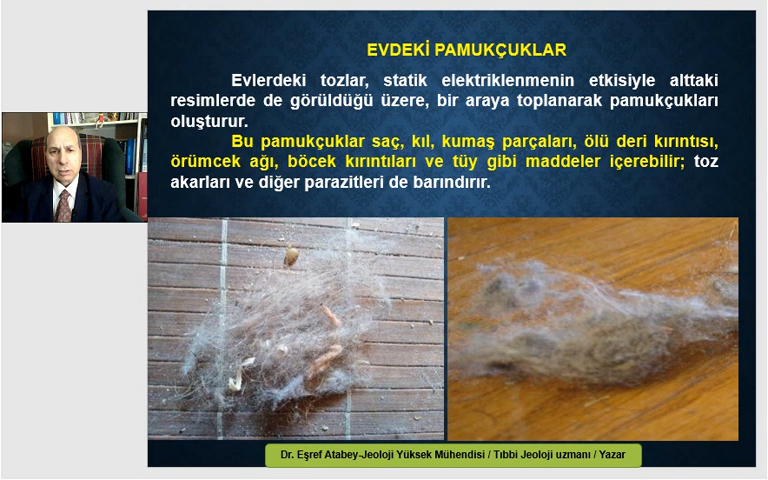 EVDEKİ PAMUKÇUKLAR
Evlerdeki tozlar, statik elektriklenmenin etkisiyle alttaki
resimlerde de görüldüğü üzere, bir araya toplanarak pamukçukları
oluşturur.
Bu pamukçuklar saç, kıl, kumaş parçaları, ölü deri kırıntısı,
örümcek ağı, böcek kırıntıları ve tüy gibi maddeler içerebilir; toz
akarları ve diğer parazitleri de barındırır.
Dr. Eşref Atabey-Jeoloji Yüksek Mühendisi / Tıbbi Jeoloji uzmanı / Yazar